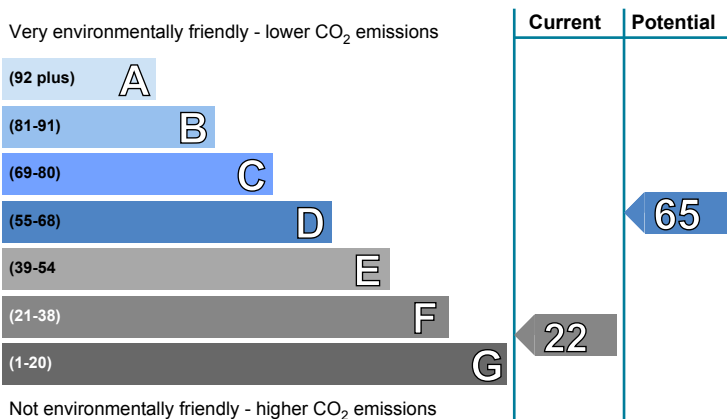 Current Potential
Very environmentally friendly - lower CO₂ emissions
(92 plus) A
(81-91) B
(69-80) C
(55-68) D
65
(39-54 E
(21-38) F
22
(1-20) G
Not environmentally friendly - higher CO₂ emissions